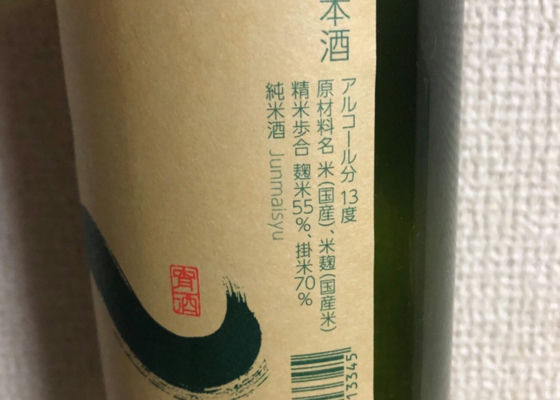 本酒
アルコール分 13度
原材料名 米(国産)、米麹(国産米)
精米歩合 麹米55%、掛米70%
純米酒 Junmaisyu
13345